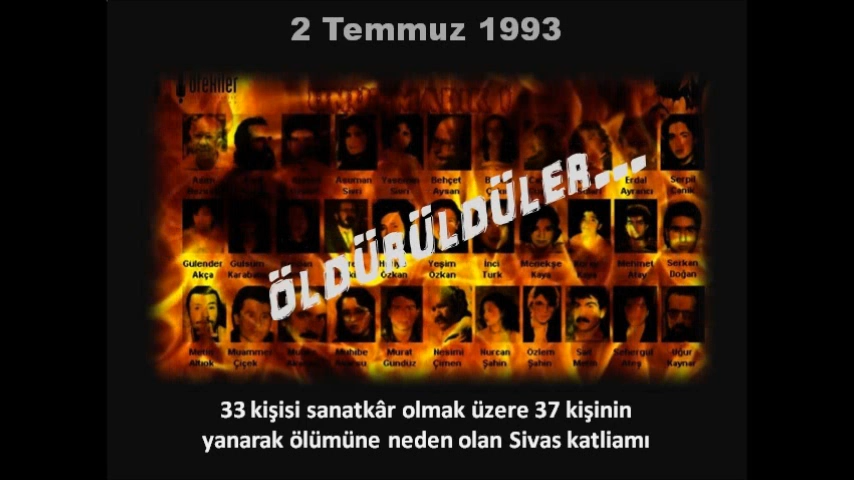 2 Temmuz 1993
ÖLDÜRÜLDÜLER...
Asuman Yasemin Behçet Erdal Serpil
Sivri Sivri Aysan Ayrancı Canik
Gülender Gülsüm Yeşim İnci Menekşe Mehmet Serkan
Akça Özkan Özkan Türk Kaya Atay Doğan
Metin Muammer Muhibe Murat Nesimi Nurcan Özlem Sait Sehergül Uğur
Altıok Çiçek Gündüz Çimen Şahin Şahin Metin Ateş Kaynar
33 kişisi sanatkâr olmak üzere 37 kişinin
yanarak ölümüne neden olan Sivas katliamı